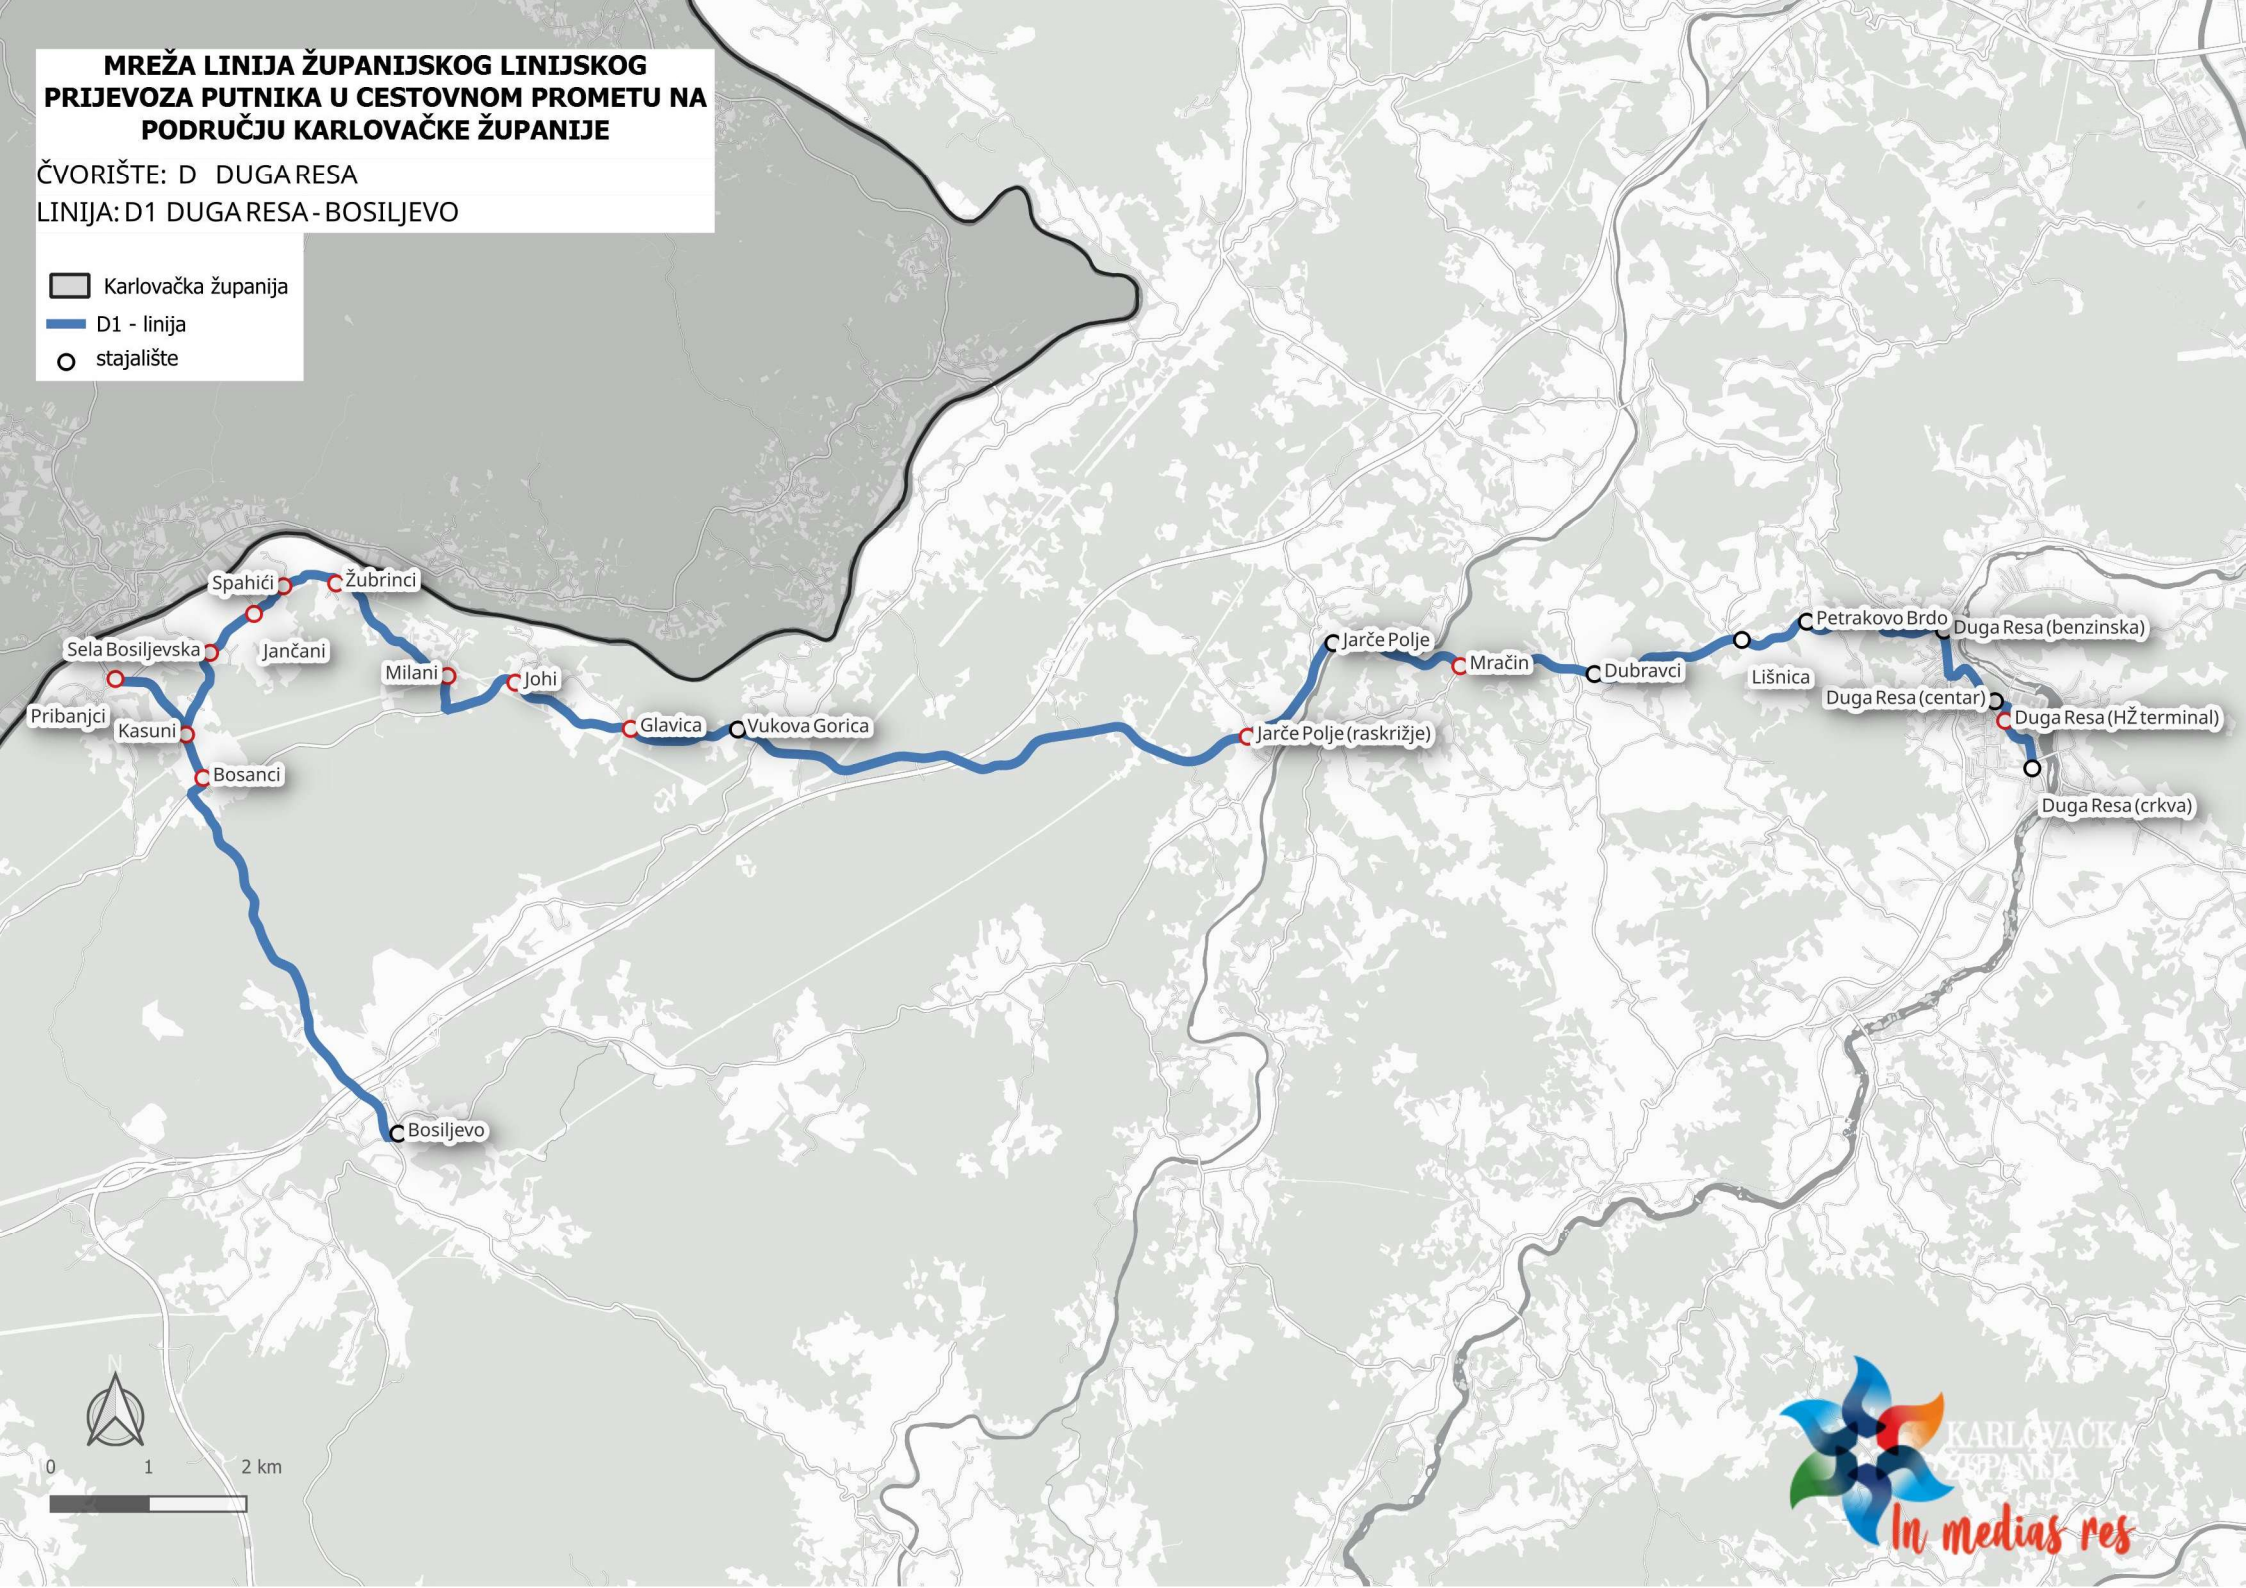 MREŽA LINIJA ŽUPANIJSKOG LINIJSKOG
PRIJEVOZA PUTNIKA U CESTOVNOM PROMETU NA
PODRUČJU KARLOVAČKE ŽUPANIJE
ČVORIŠTE: D DUGA RESA
LINIJA: D1 DUGA RESA - BOSILJEVO
Karlovačka županija
D1 - linija
stajalište
Spahići
Žubrinci
Sela Bosiljevska
Jančani
Milani
Johi
Pribanjci
Kasuni
Glavica
Vukova Gorica
Bosanci
Bosiljevo
Jarče Polje
Jarče Polje (raskrižje)
Mračin
Dubravci
Lišnica
Petrakovo Brdo
Duga Resa (benzinska)
Duga Resa (centar)
Duga Resa (HŽ terminal)
Duga Resa (crkva)
N
0 1 2 km
KARLOVAČKA
ŽUPANIJA
In medias res